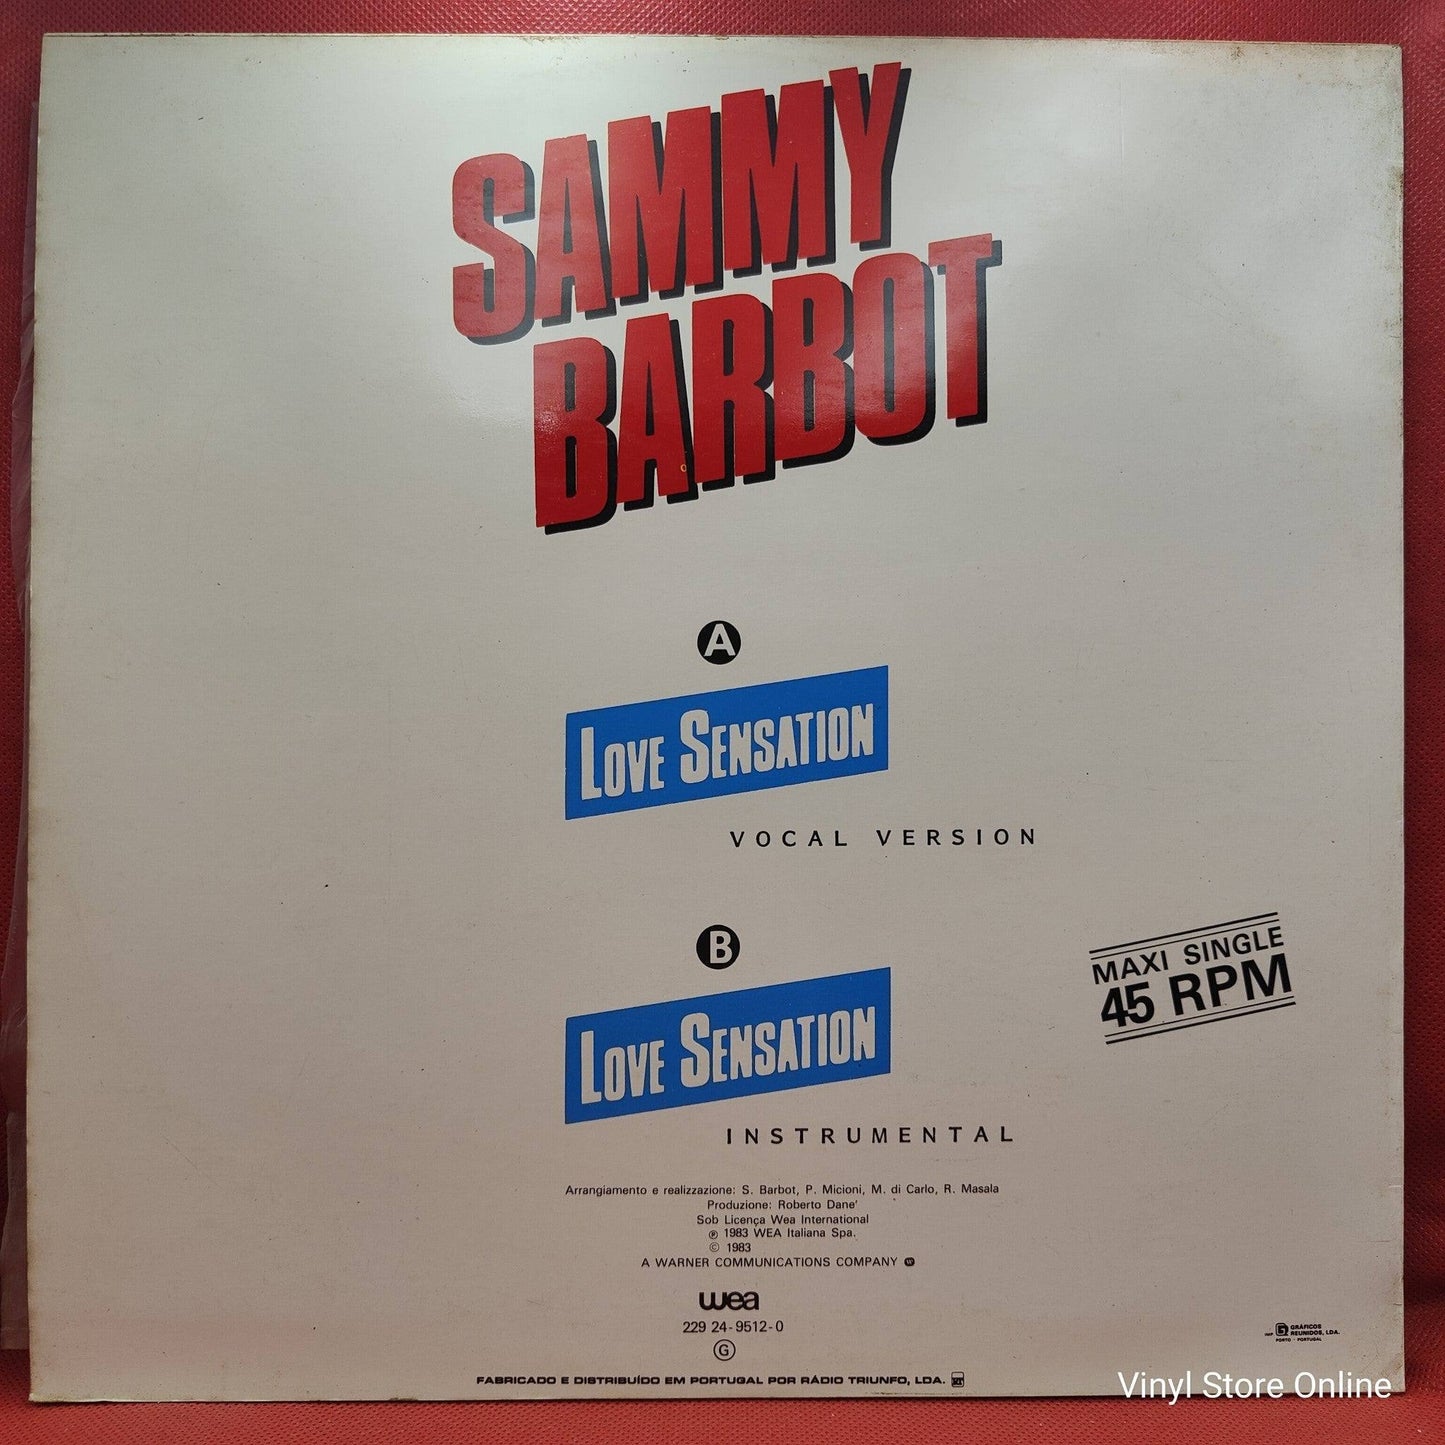 SAMMY
BARBOT
A
LOVE SENSATION
VOCAL VERSION
B
LOVE SENSATION
INSTRUMENTAL
MAXI SINGLE
45 RPM
Arrangiamento e realizzazione: S. Barbot, P. Micioni, M. di Carlo, R. Masala
Produzione: Roberto Dane'
Sob Licença Wea International
℗ 1983 WEA Italiana Spa.
© 1983
A WARNER COMMUNICATIONS COMPANY
wea
229 24-9512-0
G
FABRICADO E DISTRIBUÍDO EM PORTUGAL POR RÁDIO TRIUNFO, LDA.
IMP GRÁFICOS
REUNIDOS, LDA.
PORTO - PORTUGAL
Vinyl Store Online